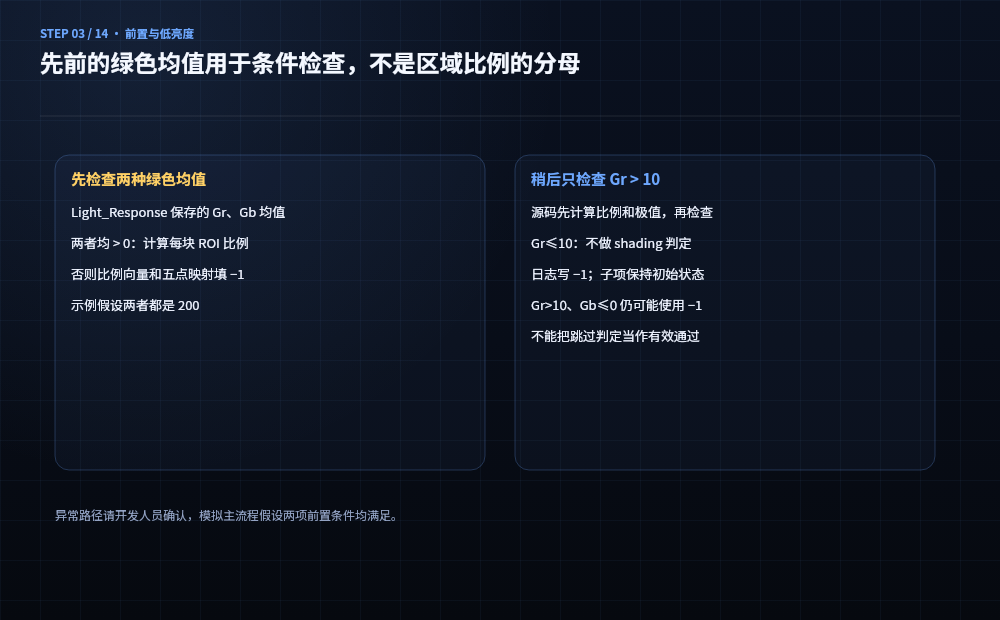 STEP 03 / 14 · 前置与低亮度
先前的绿色均值用于条件检查，不是区域比例的分母
先检查两种绿色均值
Light_Response 保存的 Gr、Gb 均值
两者均 > 0：计算每块 ROI 比例
否则比例向量和五点映射填 −1
示例假设两者都是 200
稍后只检查 Gr > 10
源码先计算比例和极值，再检查
Gr≤10：不做 shading 判定
日志写 −1；子项保持初始状态
Gr>10、Gb≤0 仍可能使用 −1
不能把跳过判定当作有效通过
异常路径请开发人员确认，模拟主流程假设两项前置条件均满足。